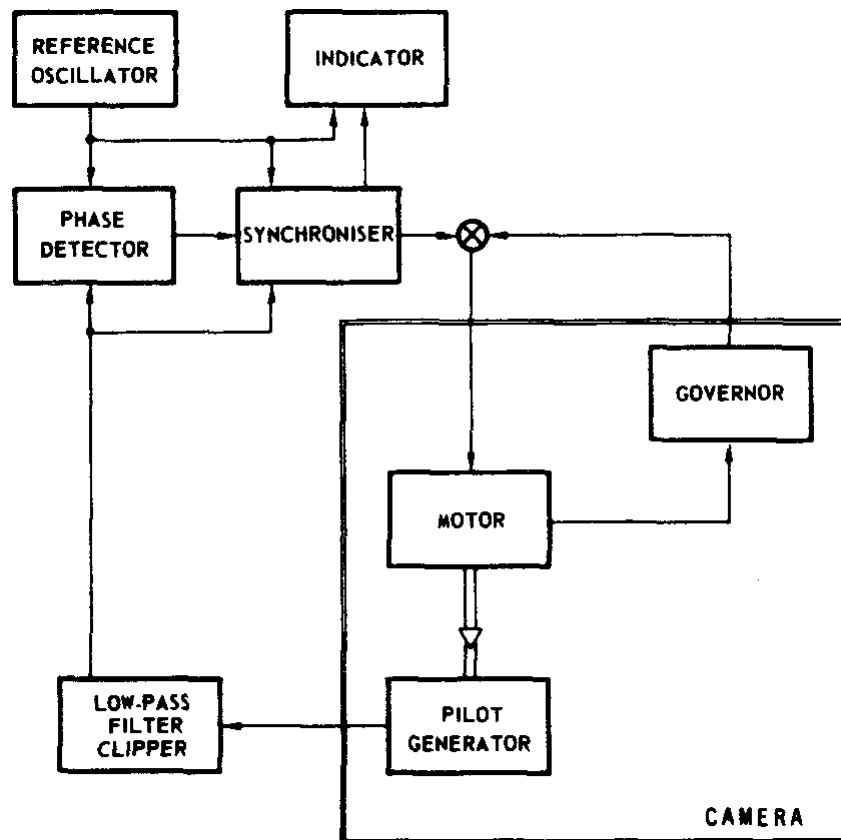 REFERENCE
OSCILLATOR
INDICATOR
PHASE
DETECTOR
SYNCHRONISER
GOVERNOR
MOTOR
LOW-PASS
FILTER
CLIPPER
PILOT
GENERATOR
CAMERA